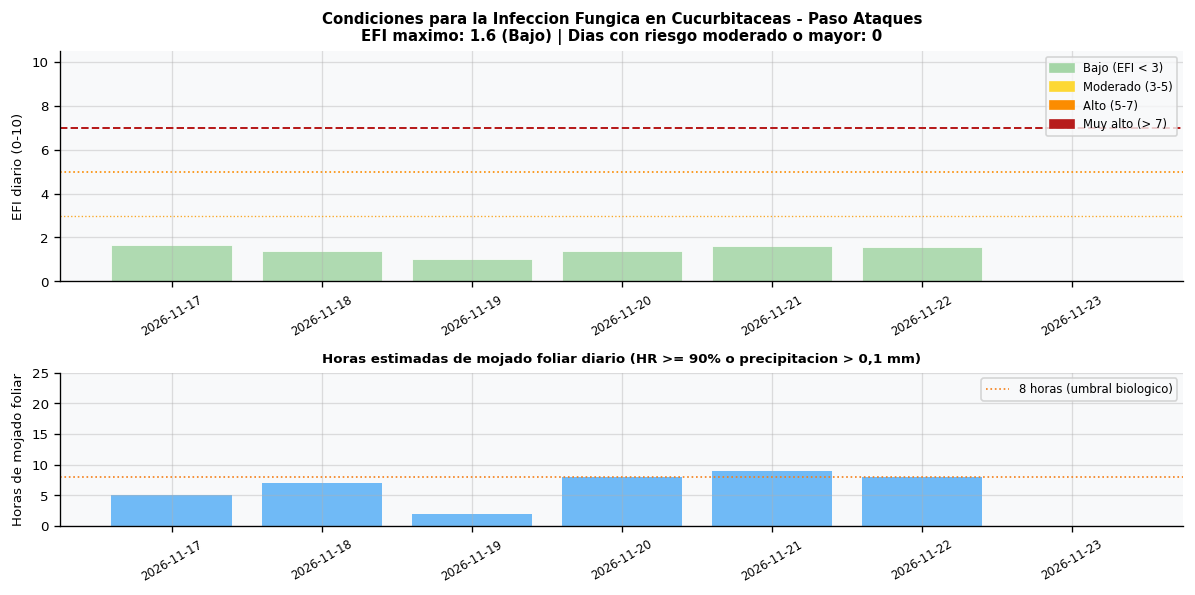 Condiciones para la Infeccion Fungica en Cucurbitaceas - Paso Ataques
EFI maximo: 1.6 (Bajo) | Dias con riesgo moderado o mayor: 0
EFI diario (0-10)
10
8
6
4
2
0
Bajo (EFI < 3)
Moderado (3-5)
Alto (5-7)
Muy alto (> 7)
2026-11-17
2026-11-18
2026-11-19
2026-11-20
2026-11-21
2026-11-22
2026-11-23
Horas estimadas de mojado foliar diario (HR >= 90% o precipitacion > 0,1 mm)
Horas de mojado foliar
25
20
15
10
5
0
8 horas (umbral biologico)
2026-11-17
2026-11-18
2026-11-19
2026-11-20
2026-11-21
2026-11-22
2026-11-23